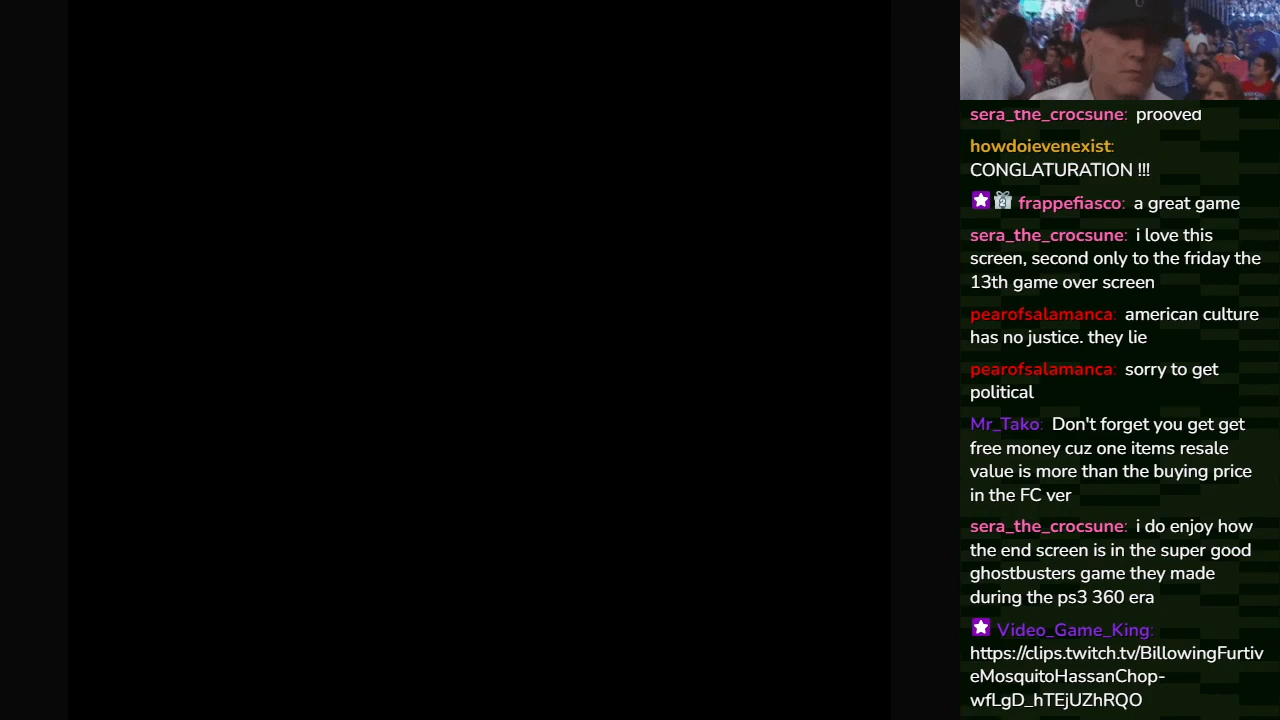 sera_the_crocsune: prooved
howdoievenexist:
CONGLATURATION !!!
2 frappefiasco: a great game
sera_the_crocsune: i love this
screen, second only to the friday the
13th game over screen
pearofsalamanca: american culture
has no justice. they lie
pearofsalamanca: sorry to get
political
Mr_Tako: Don't forget you get get
free money cuz one items resale
value is more than the buying price
in the FC ver
sera_the_crocsune: i do enjoy how
the end screen is in the super good
ghostbusters game they made
during the ps3 360 era
Video_Game_King:
https://clips.twitch.tv/BillowingFurtiv
eMosquitoHassanChop-
wfLgD_hTEjUZhRQO